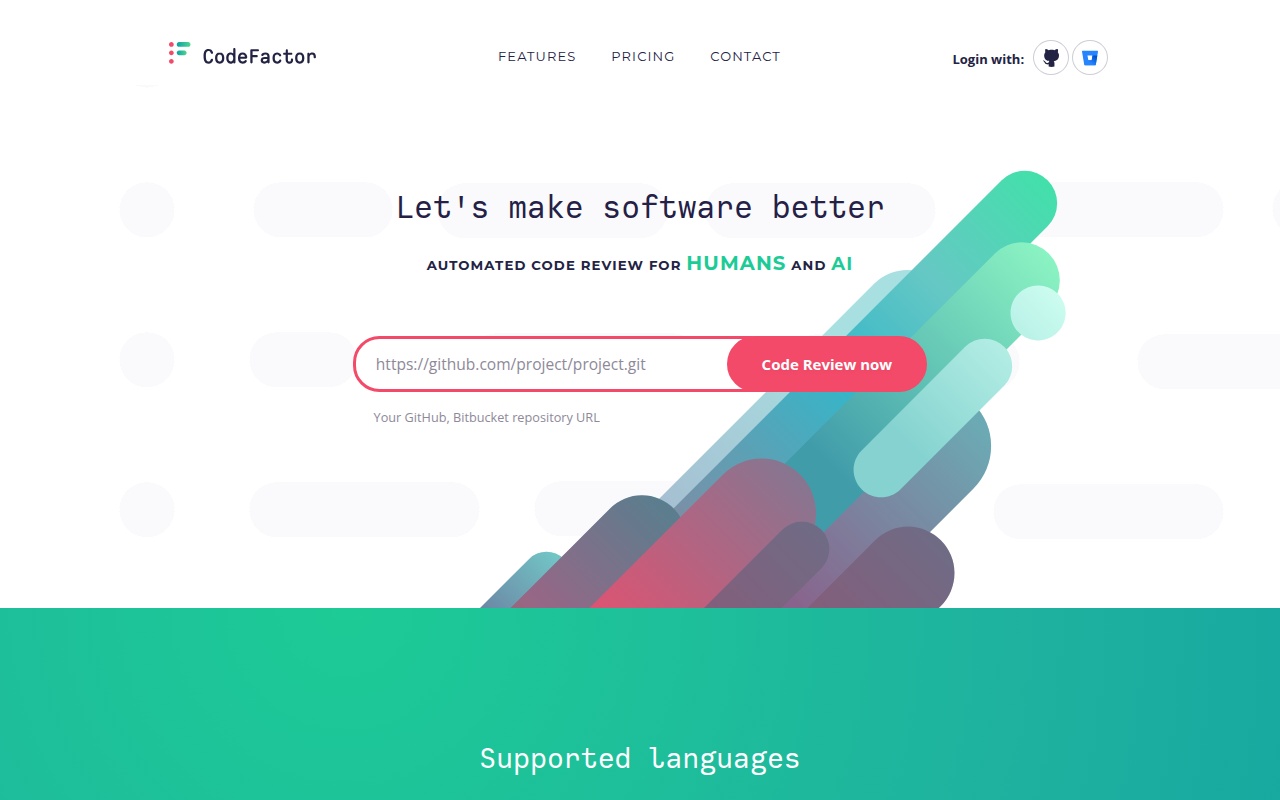 CodeFactor
FEATURES PRICING CONTACT
Login with:
Let's make software better
AUTOMATED CODE REVIEW FOR HUMANS AND AI
https://github.com/project/project.git
Code Review now
Your GitHub, Bitbucket repository URL
Supported languages